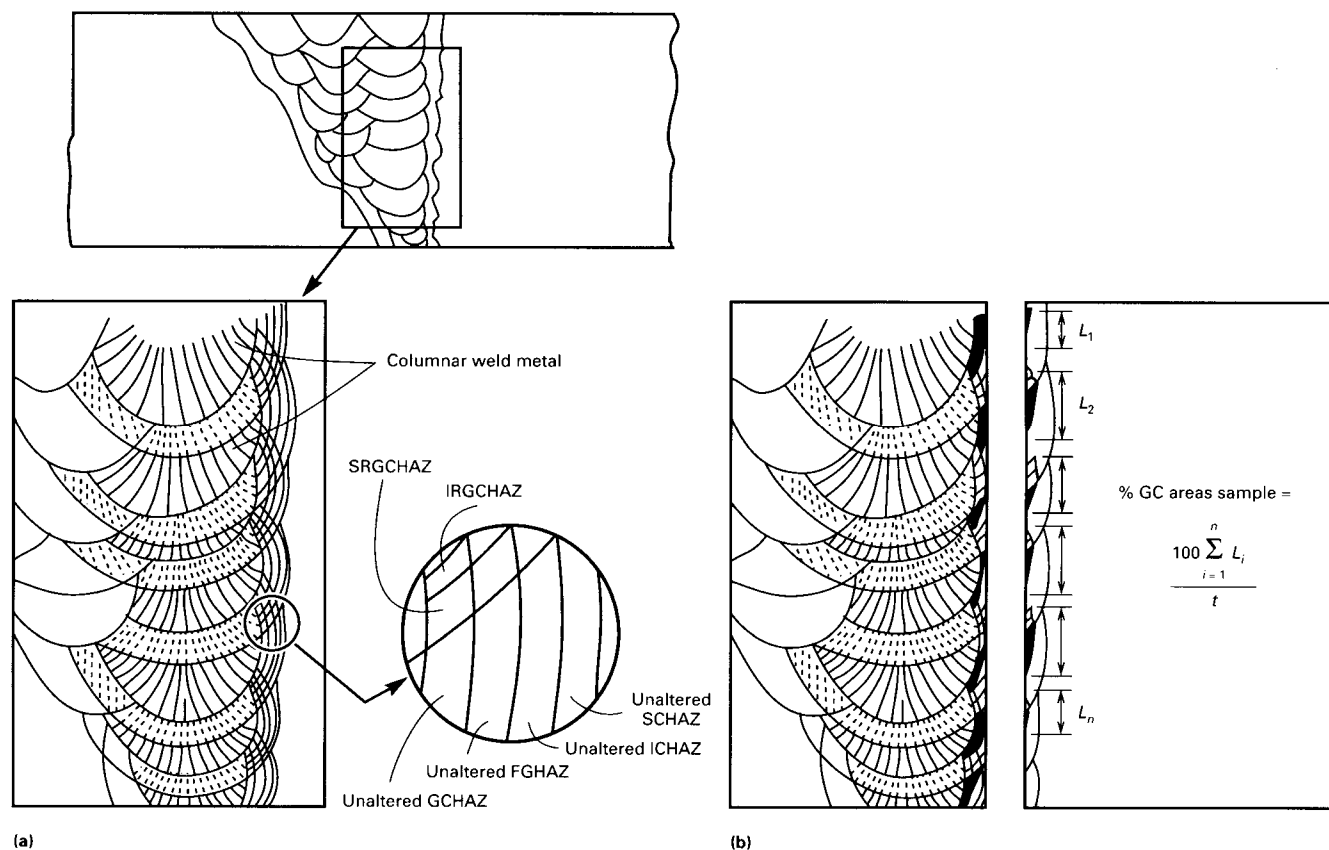 Columnar weld metal
SRGCHAZ
IRGCHAZ
Unaltered
SCHAZ
Unaltered ICHAZ
Unaltered FGHAZ
Unaltered GCHAZ
(a)
L1
L2
% GC areas sample =
n
100 Σ Li
i = 1
t
Ln
(b)